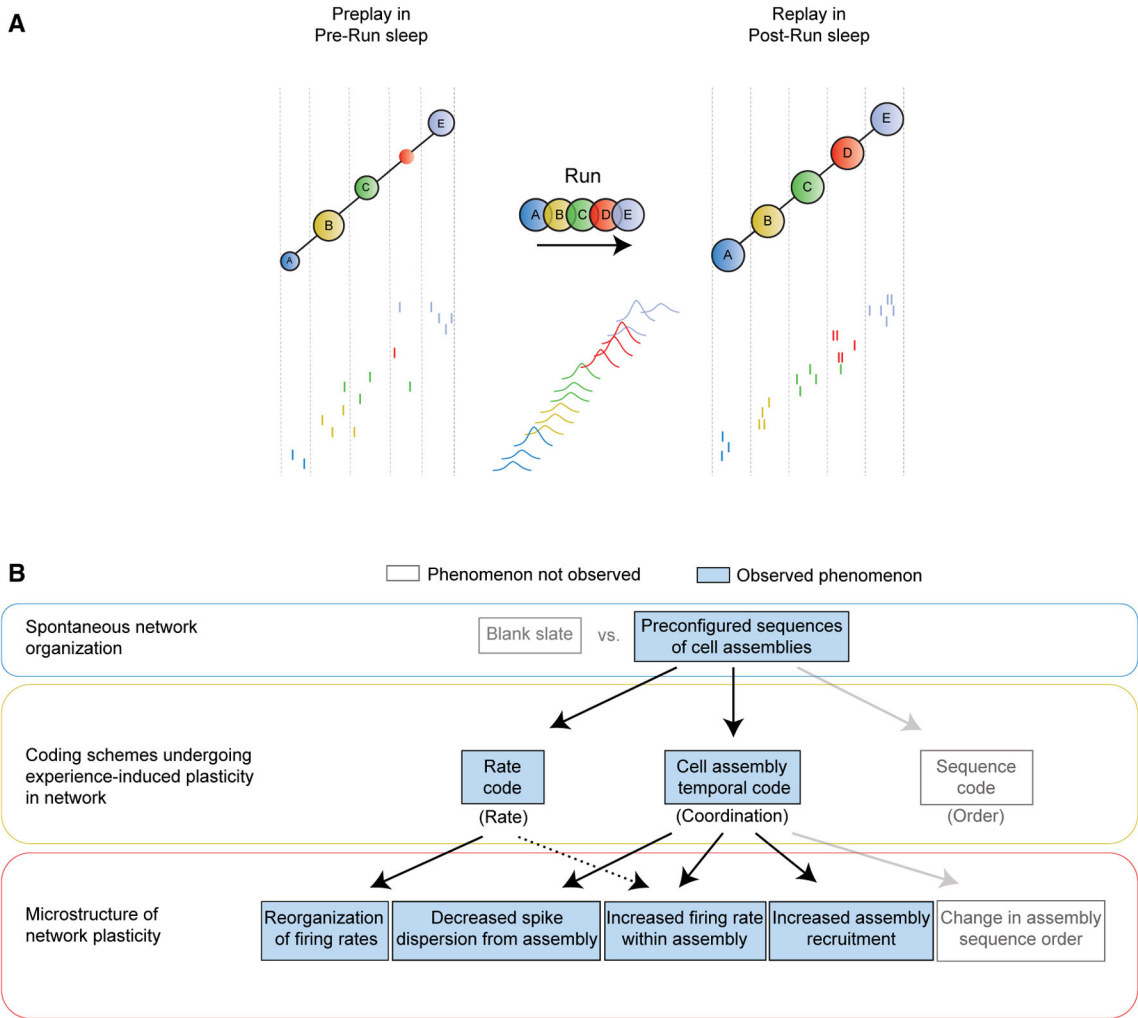 A
Preplay in
Pre-Run sleep
Replay in
Post-Run sleep
E
C
B
A
Run
A B C D E
E
D
C
B
A
B
Phenomenon not observed
Observed phenomenon
Spontaneous network
organization
Blank slate
vs.
Preconfigured sequences
of cell assemblies
Coding schemes undergoing
experience-induced plasticity
in network
Rate
code
(Rate)
Cell assembly
temporal code
(Coordination)
Sequence
code
(Order)
Microstructure of
network plasticity
Reorganization
of firing rates
Decreased spike
dispersion from assembly
Increased firing rate
within assembly
Increased assembly
recruitment
Change in assembly
sequence order